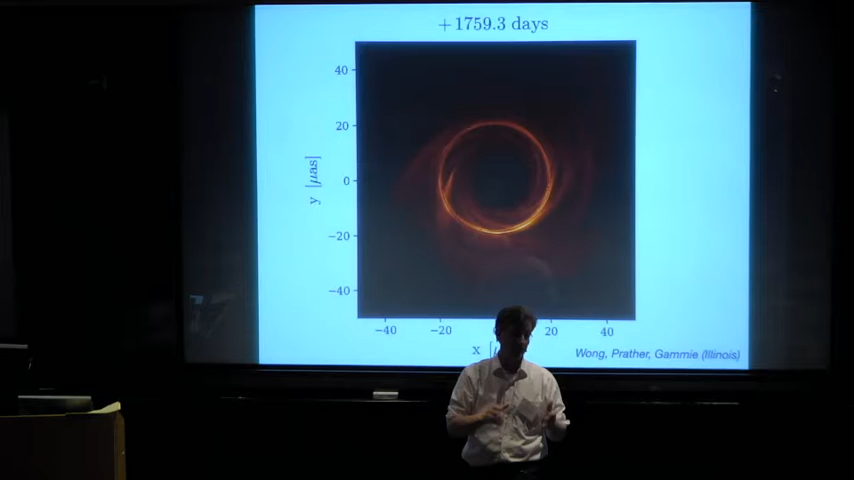 +1759.3 days
40
20
0
−20
−40
y [μas]
−40
−20
20
40
x [μ
Wong, Prather, Gammie (Illinois)